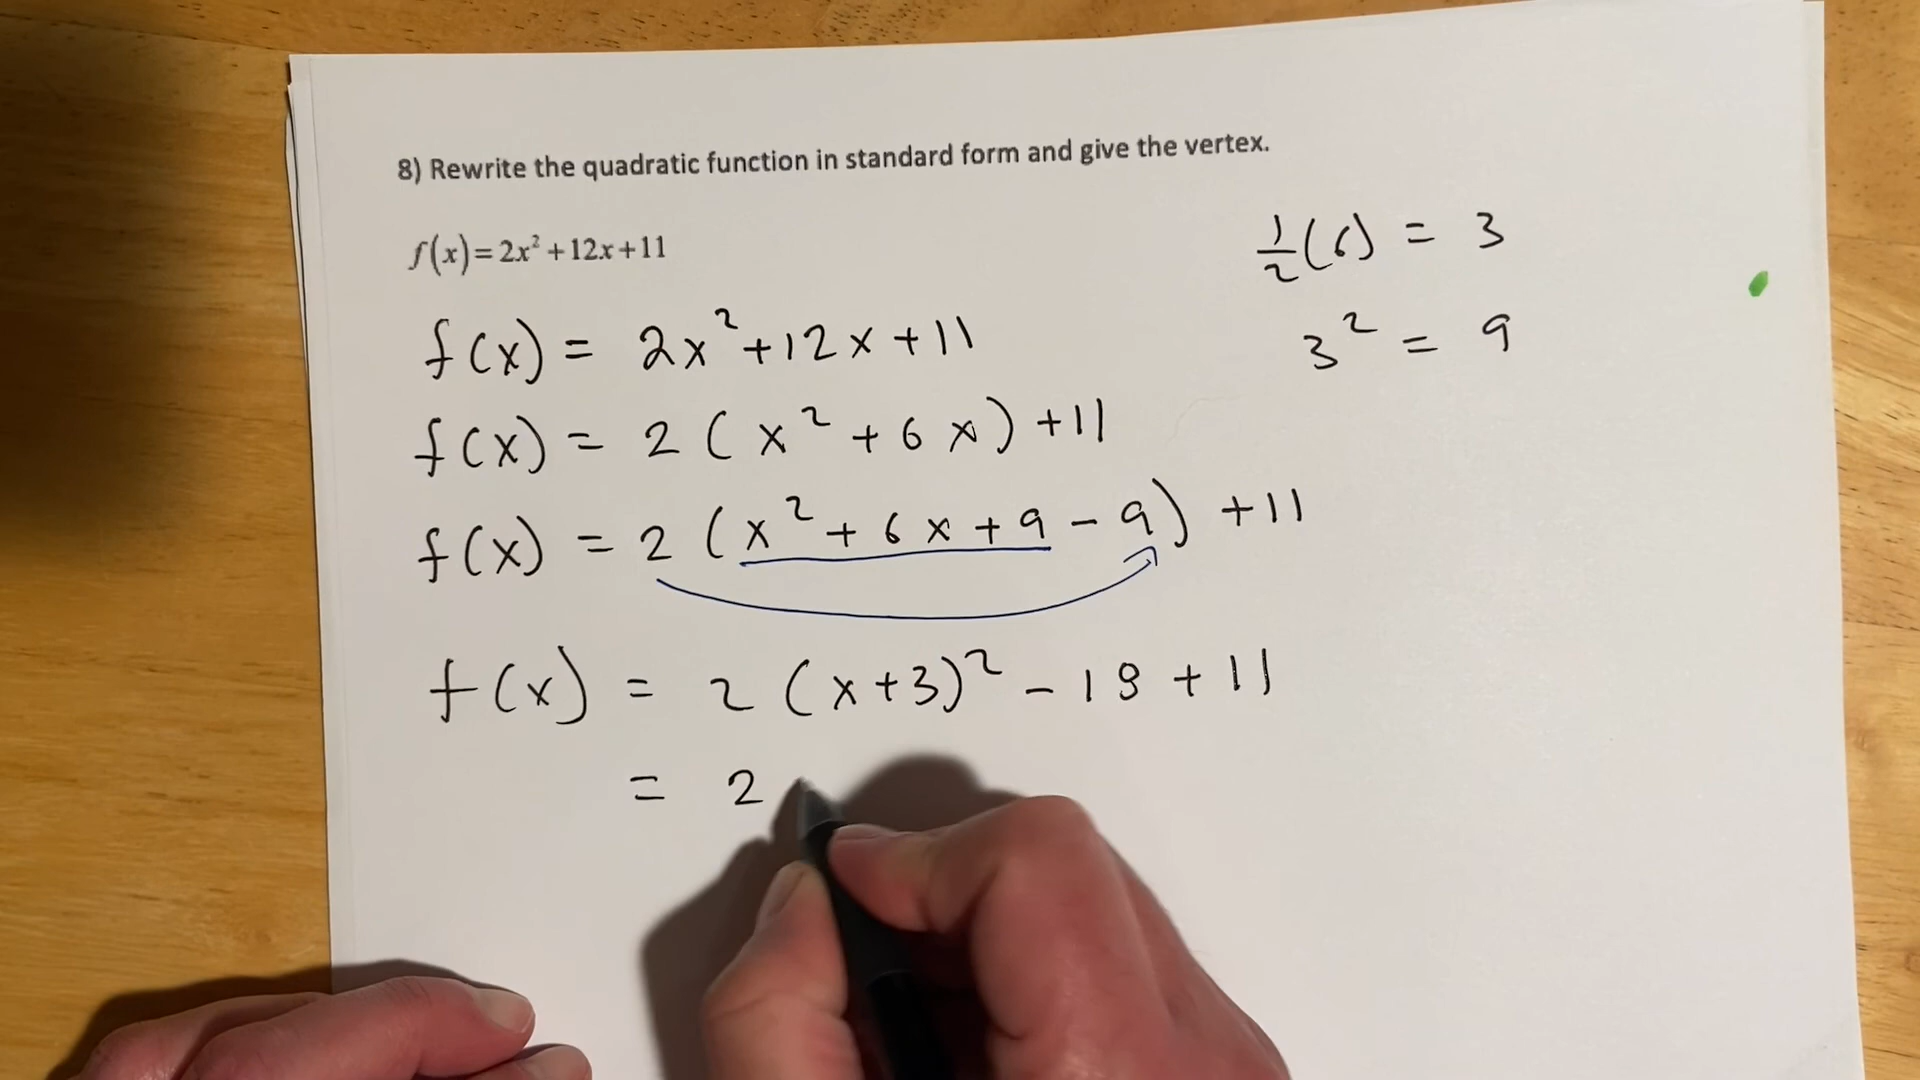 8) Rewrite the quadratic function in standard form and give the vertex.
f(x)=2x²+12x+11
½(6) = 3
3² = 9
f(x) = 2x²+12x+11
f(x) = 2(x²+6x)+11
f(x) = 2(x²+6x+9-9)+11
f(x) = 2(x+3)²-18+11
= 2